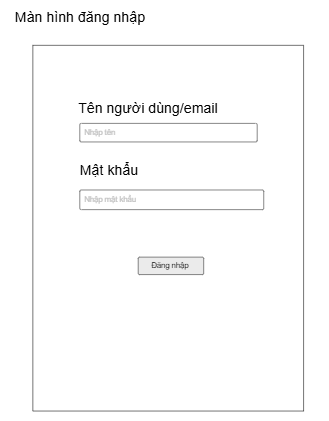 Màn hình đăng nhập
Tên người dùng/email
Nhập tên
Mật khẩu
Nhập mật khẩu
Đăng nhập